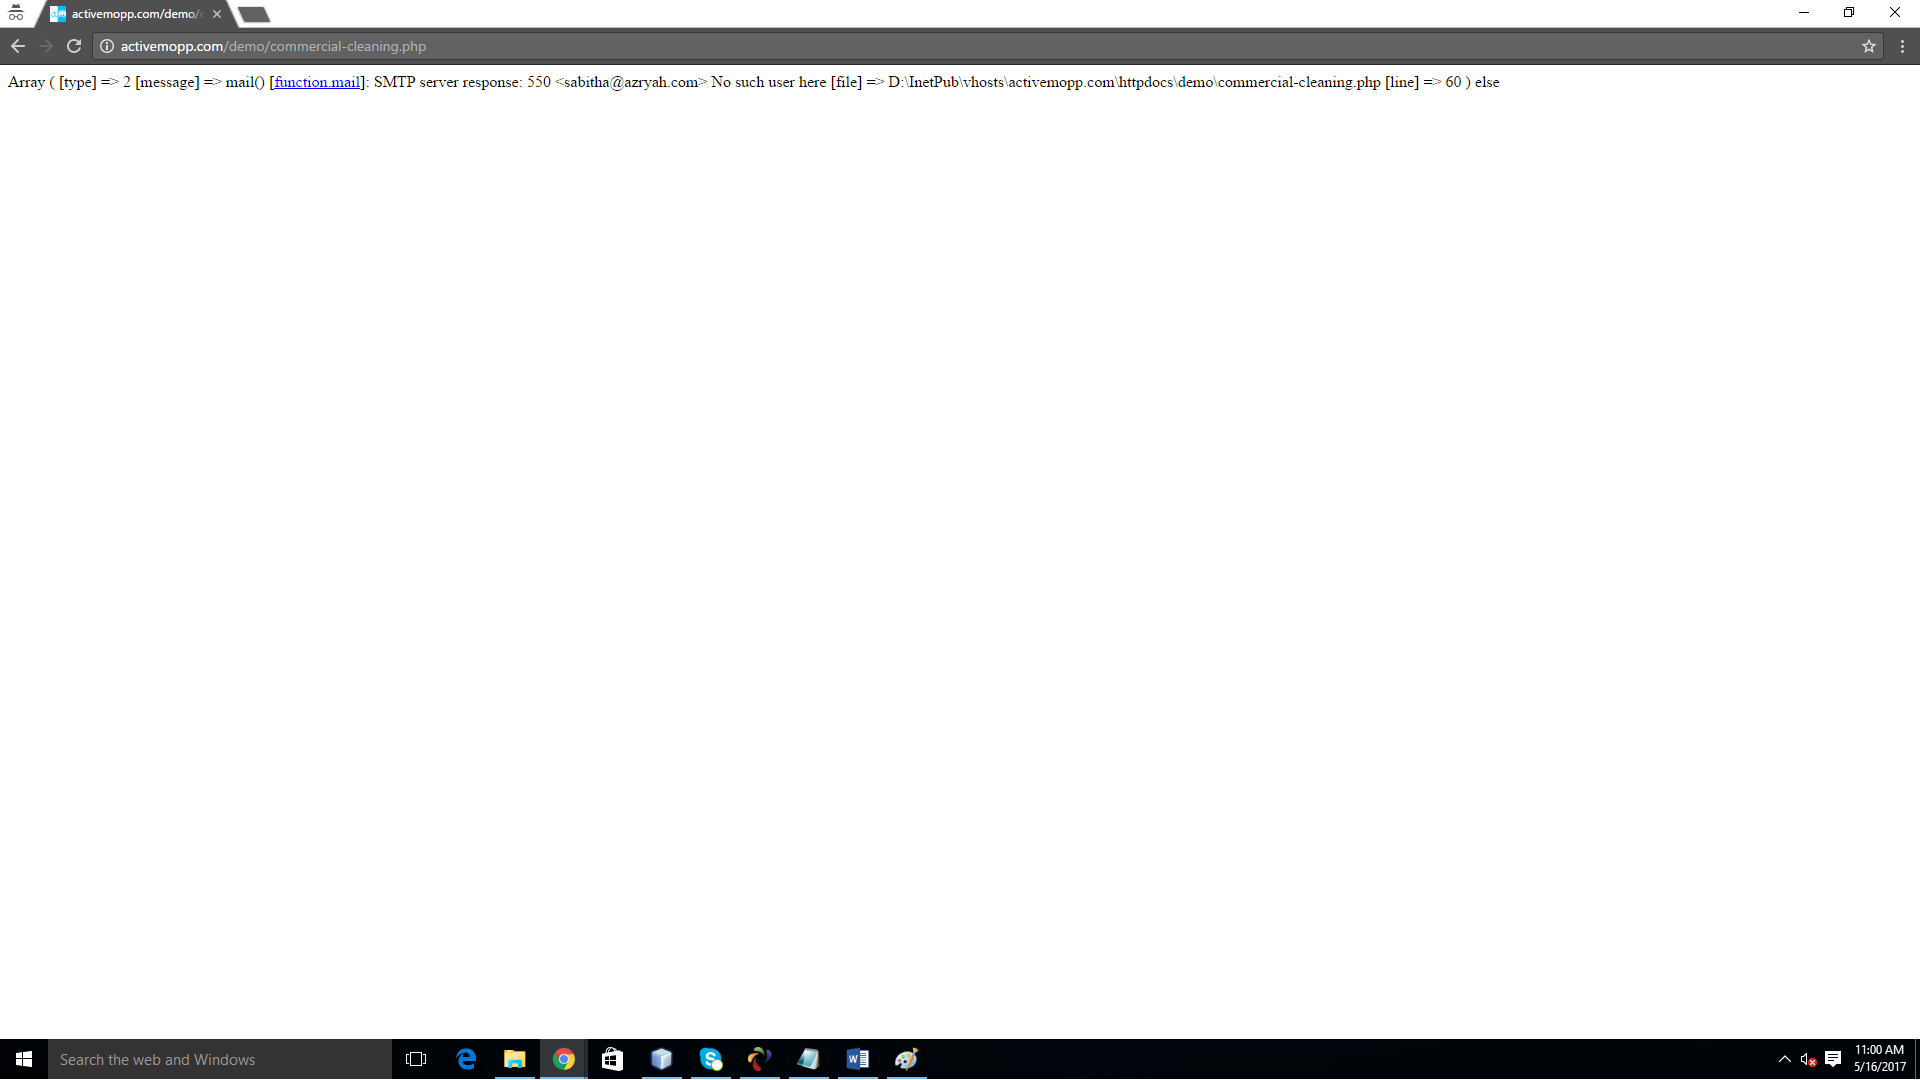 activemopp.com/demo/
activemopp.com/demo/commercial-cleaning.php
Array ( [type] => 2 [message] => mail() [function.mail]: SMTP server response: 550 <sabitha@azryah.com> No such user here [file] => D:\InetPub\vhosts\activemopp.com\httpdocs\demo\commercial-cleaning.php [line] => 60 ) else
Search the web and Windows
11:00 AM
5/16/2017